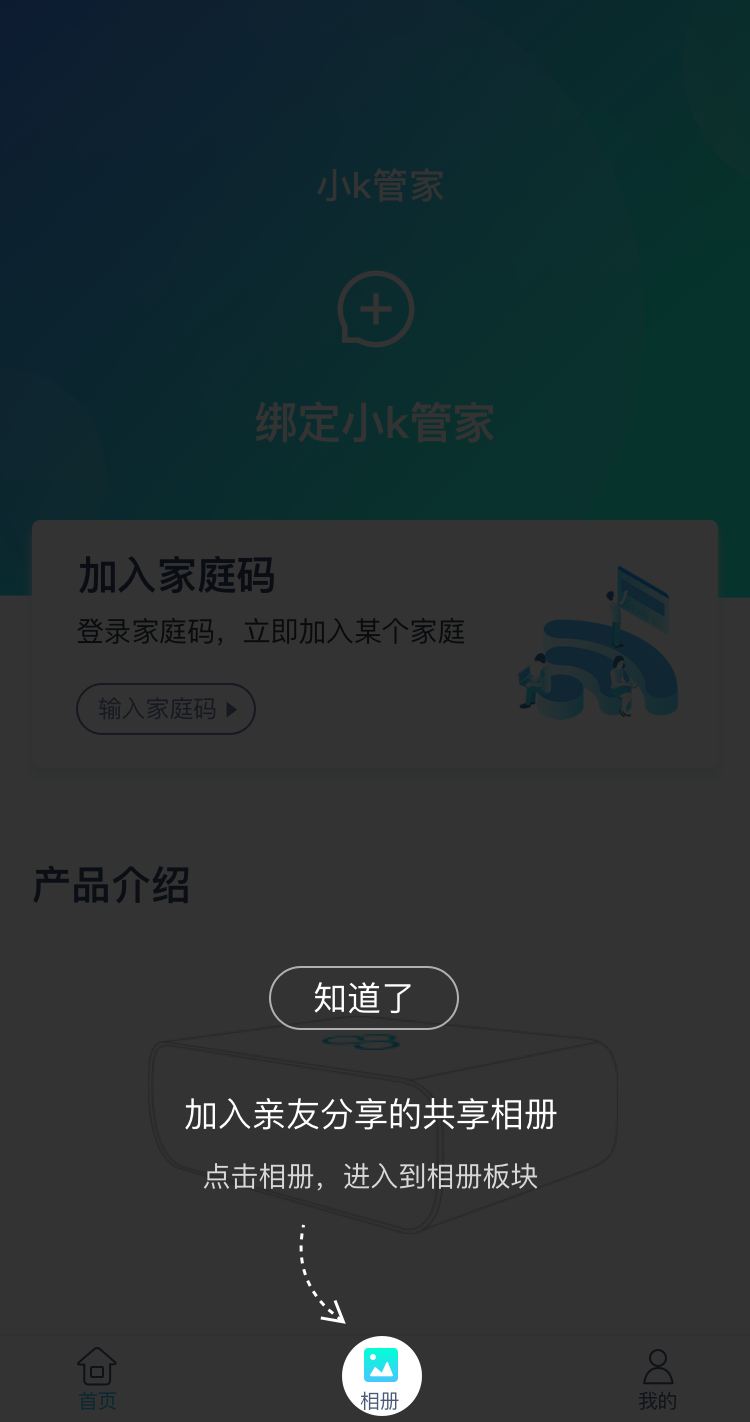 小k管家
绑定小k管家
加入家庭码
登录家庭码，立即加入某个家庭
输入家庭码
产品介绍
知道了
加入亲友分享的共享相册
点击相册，进入到相册板块
首页
相册
我的